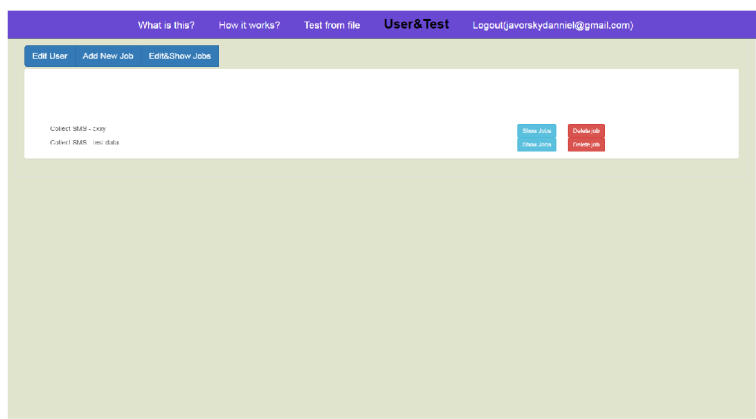 What is this? How it works? Test from file User&Test Logout(javorskydanniel@gmail.com)
Edit User Add New Job Edit&Show Jobs
Collect SMS - Show Jobs Delete job
Collect SMS - test data Show Jobs Delete job